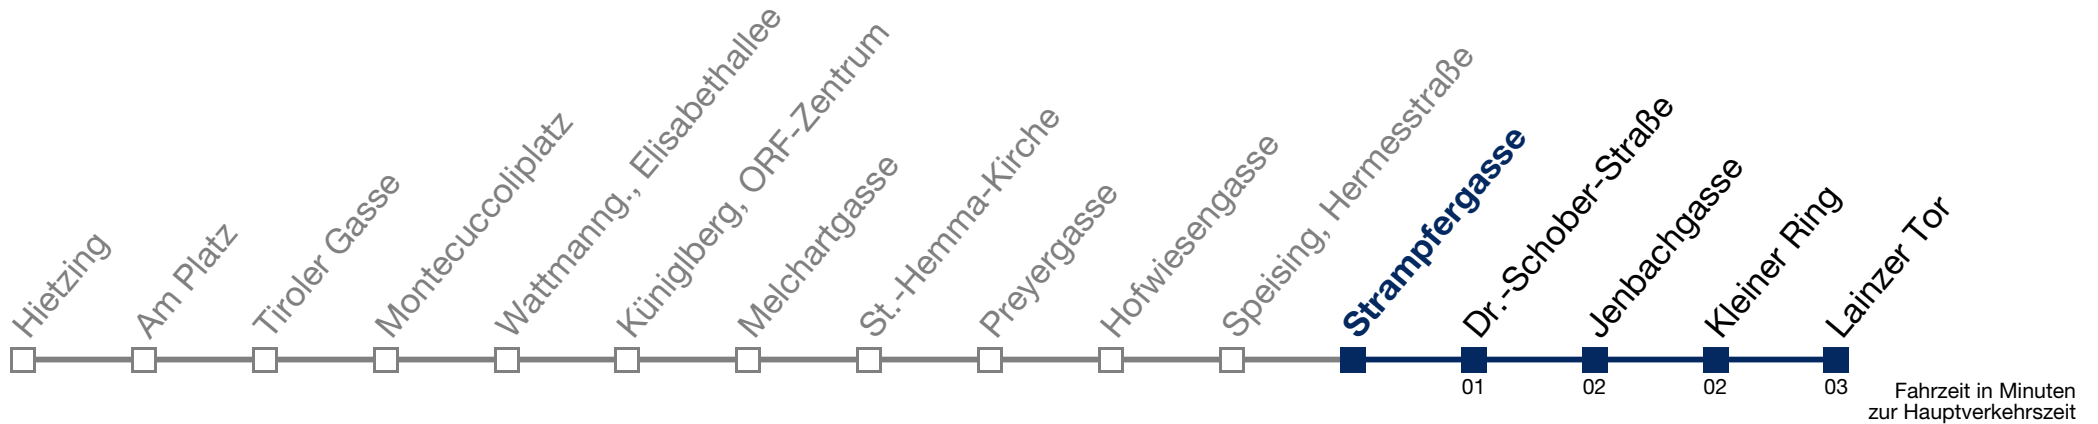 Hietzing
Am Platz
Tiroler Gasse
Montecuccoliplatz
Wattmanng., Elisabethallee
Küniglberg, ORF-Zentrum
Melchartgasse
St.-Hemma-Kirche
Preyergasse
Hofwiesengasse
Speising, Hermesstraße
Strampfergasse
Dr.-Schober-Straße
Jenbachgasse
Kleiner Ring
Lainzer Tor
01
02
02
03
Fahrzeit in Minuten
zur Hauptverkehrszeit